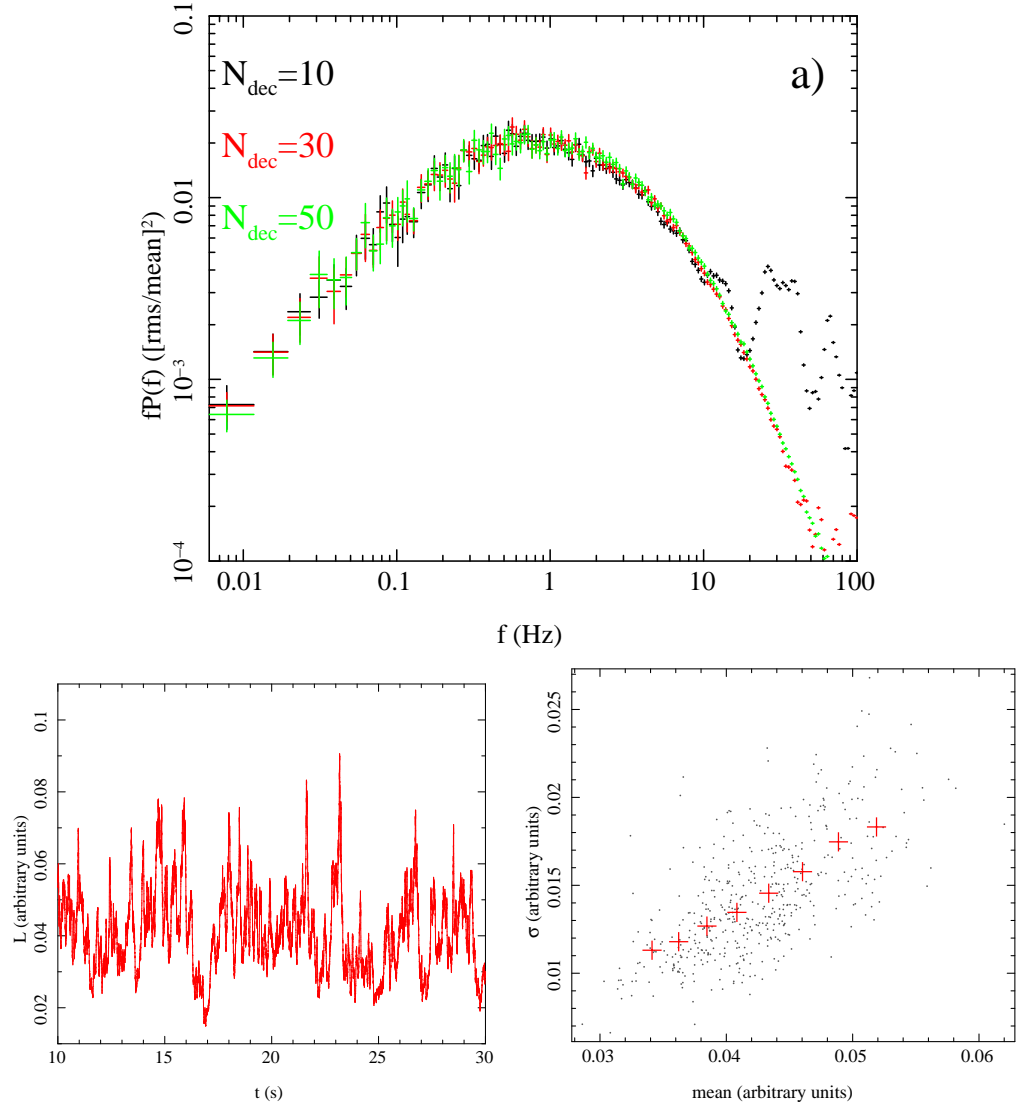 0.1
N_dec=10
a)
N_dec=30
N_dec=50
0.01
10^−3
10^−4
fP(f) ([rms/mean]^2)
0.01 0.1 1 10 100
f (Hz)
0.1
0.08
0.06
0.04
0.02
L (arbitrary units)
10 15 20 25 30
t (s)
0.025
0.02
0.015
0.01
σ (arbitrary units)
0.03 0.04 0.05 0.06
mean (arbitrary units)